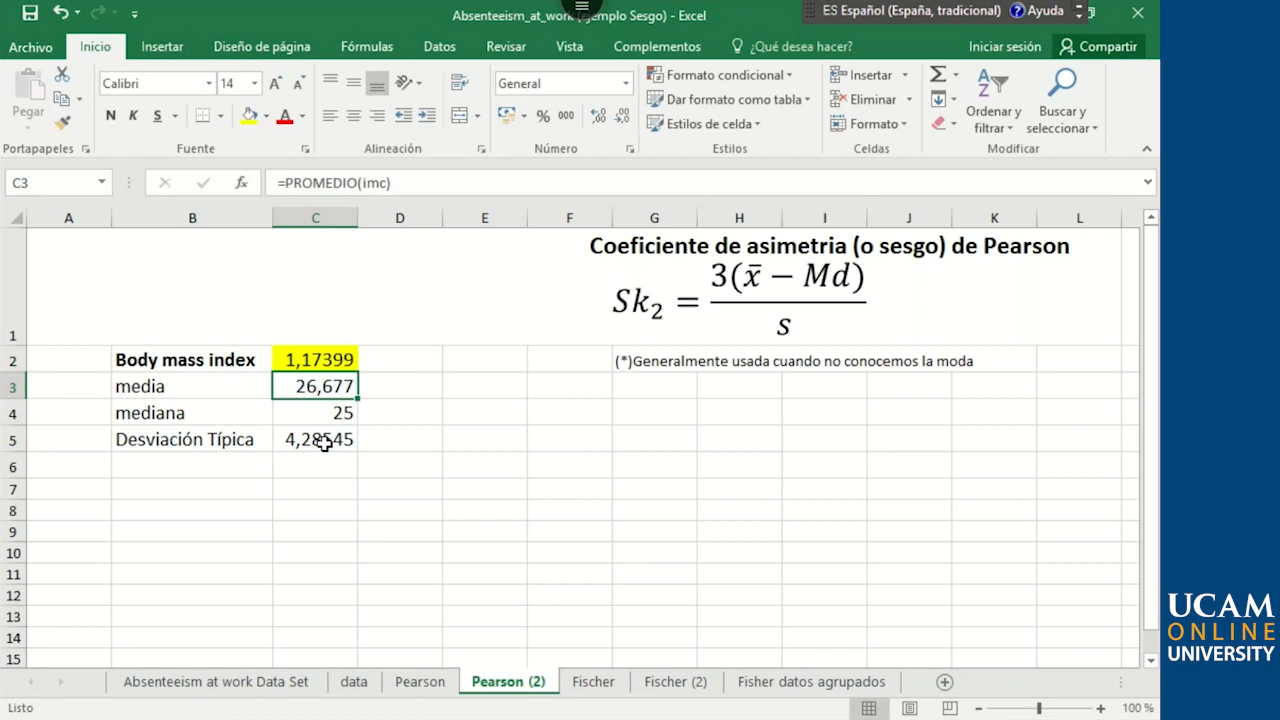 Absenteeism_at_work (ejemplo Sesgo) - Excel
ES Español (España, tradicional) Ayuda
Archivo Inicio Insertar Diseño de página Fórmulas Datos Revisar Vista Complementos ¿Qué desea hacer? Iniciar sesión Compartir
Pegar
Calibri 14
N K S
General
% 000
Formato condicional
Dar formato como tabla
Estilos de celda
Insertar
Eliminar
Formato
Ordenar y filtrar
Buscar y seleccionar
Portapapeles Fuente Alineación Número Estilos Celdas Modificar
C3 fx =PROMEDIO(imc)
A B C D E F G H I J K L
Coeficiente de asimetria (o sesgo) de Pearson
Sk₂ = 3(x̄ − Md) / s
1
2 Body mass index 1,17399 (*)Generalmente usada cuando no conocemos la moda
3 media 26,677
4 mediana 25
5 Desviación Típica 4,28545
6
7
8
9
10
11
12
13
14
15
Absenteeism at work Data Set data Pearson Pearson (2) Fischer Fischer (2) Fisher datos agrupados
Listo 100 %
UCAM
ONLINE
UNIVERSITY